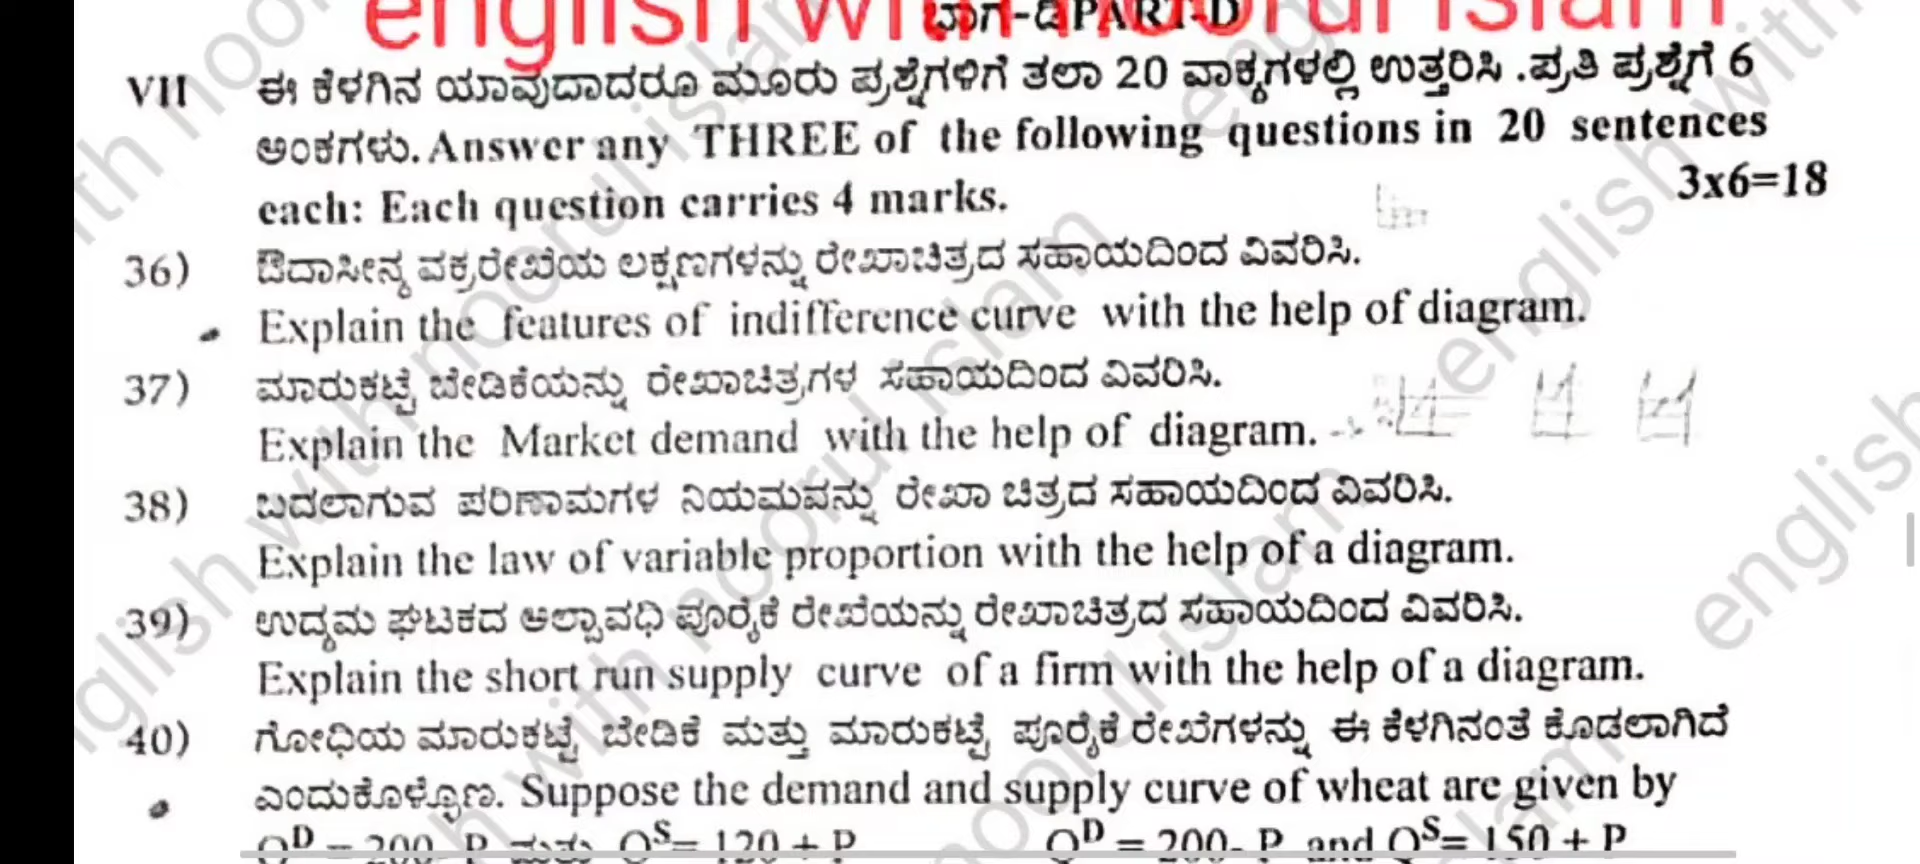 english with noorul islam
ಭಾಗ-ಡಿ PART-D
VII ಈ ಕೆಳಗಿನ ಯಾವುದಾದರೂ ಮೂರು ಪ್ರಶ್ನೆಗಳಿಗೆ ತಲಾ 20 ವಾಕ್ಯಗಳಲ್ಲಿ ಉತ್ತರಿಸಿ .ಪ್ರತಿ ಪ್ರಶ್ನೆಗೆ 6
ಅಂಕಗಳು. Answer any THREE of the following questions in 20 sentences
each: Each question carries 4 marks. 3x6=18
36) ಔದಾಸೀನ್ಯ ವಕ್ರರೇಖೆಯ ಲಕ್ಷಣಗಳನ್ನು ರೇಖಾಚಿತ್ರದ ಸಹಾಯದಿಂದ ವಿವರಿಸಿ.
Explain the features of indifference curve with the help of diagram.
37) ಮಾರುಕಟ್ಟೆ ಬೇಡಿಕೆಯನ್ನು ರೇಖಾಚಿತ್ರಗಳ ಸಹಾಯದಿಂದ ವಿವರಿಸಿ.
Explain the Market demand with the help of diagram.
38) ಬದಲಾಗುವ ಪರಿಣಾಮಗಳ ನಿಯಮವನ್ನು ರೇಖಾ ಚಿತ್ರದ ಸಹಾಯದಿಂದ ವಿವರಿಸಿ.
Explain the law of variable proportion with the help of a diagram.
39) ಉದ್ಯಮ ಘಟಕದ ಅಲ್ಪಾವಧಿ ಪೂರೈಕೆ ರೇಖೆಯನ್ನು ರೇಖಾಚಿತ್ರದ ಸಹಾಯದಿಂದ ವಿವರಿಸಿ.
Explain the short run supply curve of a firm with the help of a diagram.
40) ಗೋಧಿಯ ಮಾರುಕಟ್ಟೆ ಬೇಡಿಕೆ ಮತ್ತು ಮಾರುಕಟ್ಟೆ ಪೂರೈಕೆ ರೇಖೆಗಳನ್ನು ಈ ಕೆಳಗಿನಂತೆ ಕೊಡಲಾಗಿದೆ
ಎಂದುಕೊಳ್ಳೋಣ. Suppose the demand and supply curve of wheat are given by
Q^D = 200- P ಮತ್ತು Q^S= 120 + P Q^D = 200- P and Q^S= 150 + P